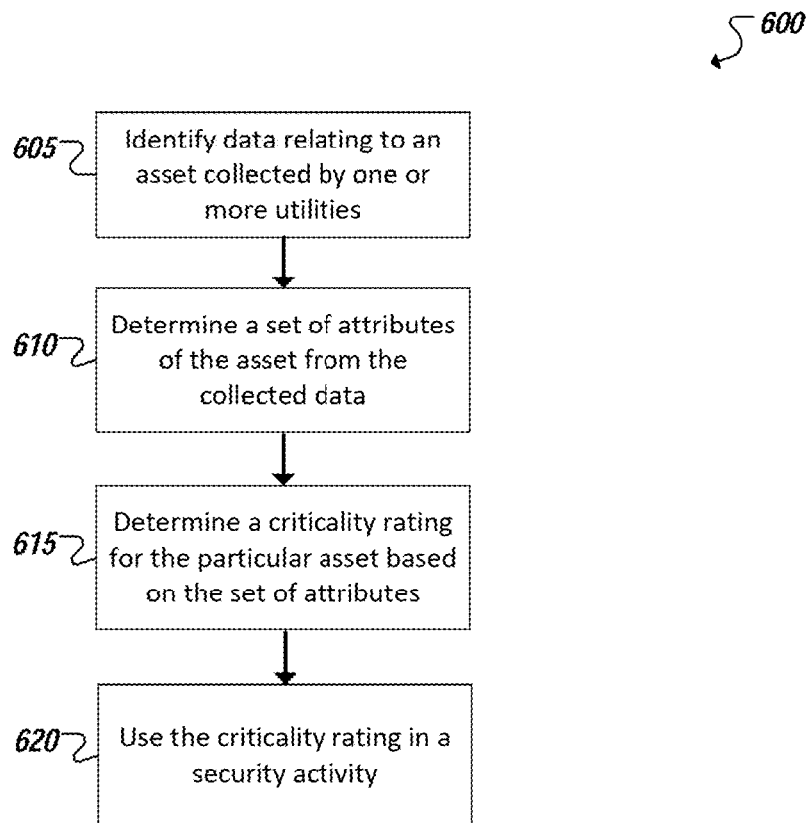 600
605
Identify data relating to an
asset collected by one or
more utilities
610
Determine a set of attributes
of the asset from the
collected data
615
Determine a criticality rating
for the particular asset based
on the set of attributes
620
Use the criticality rating in a
security activity